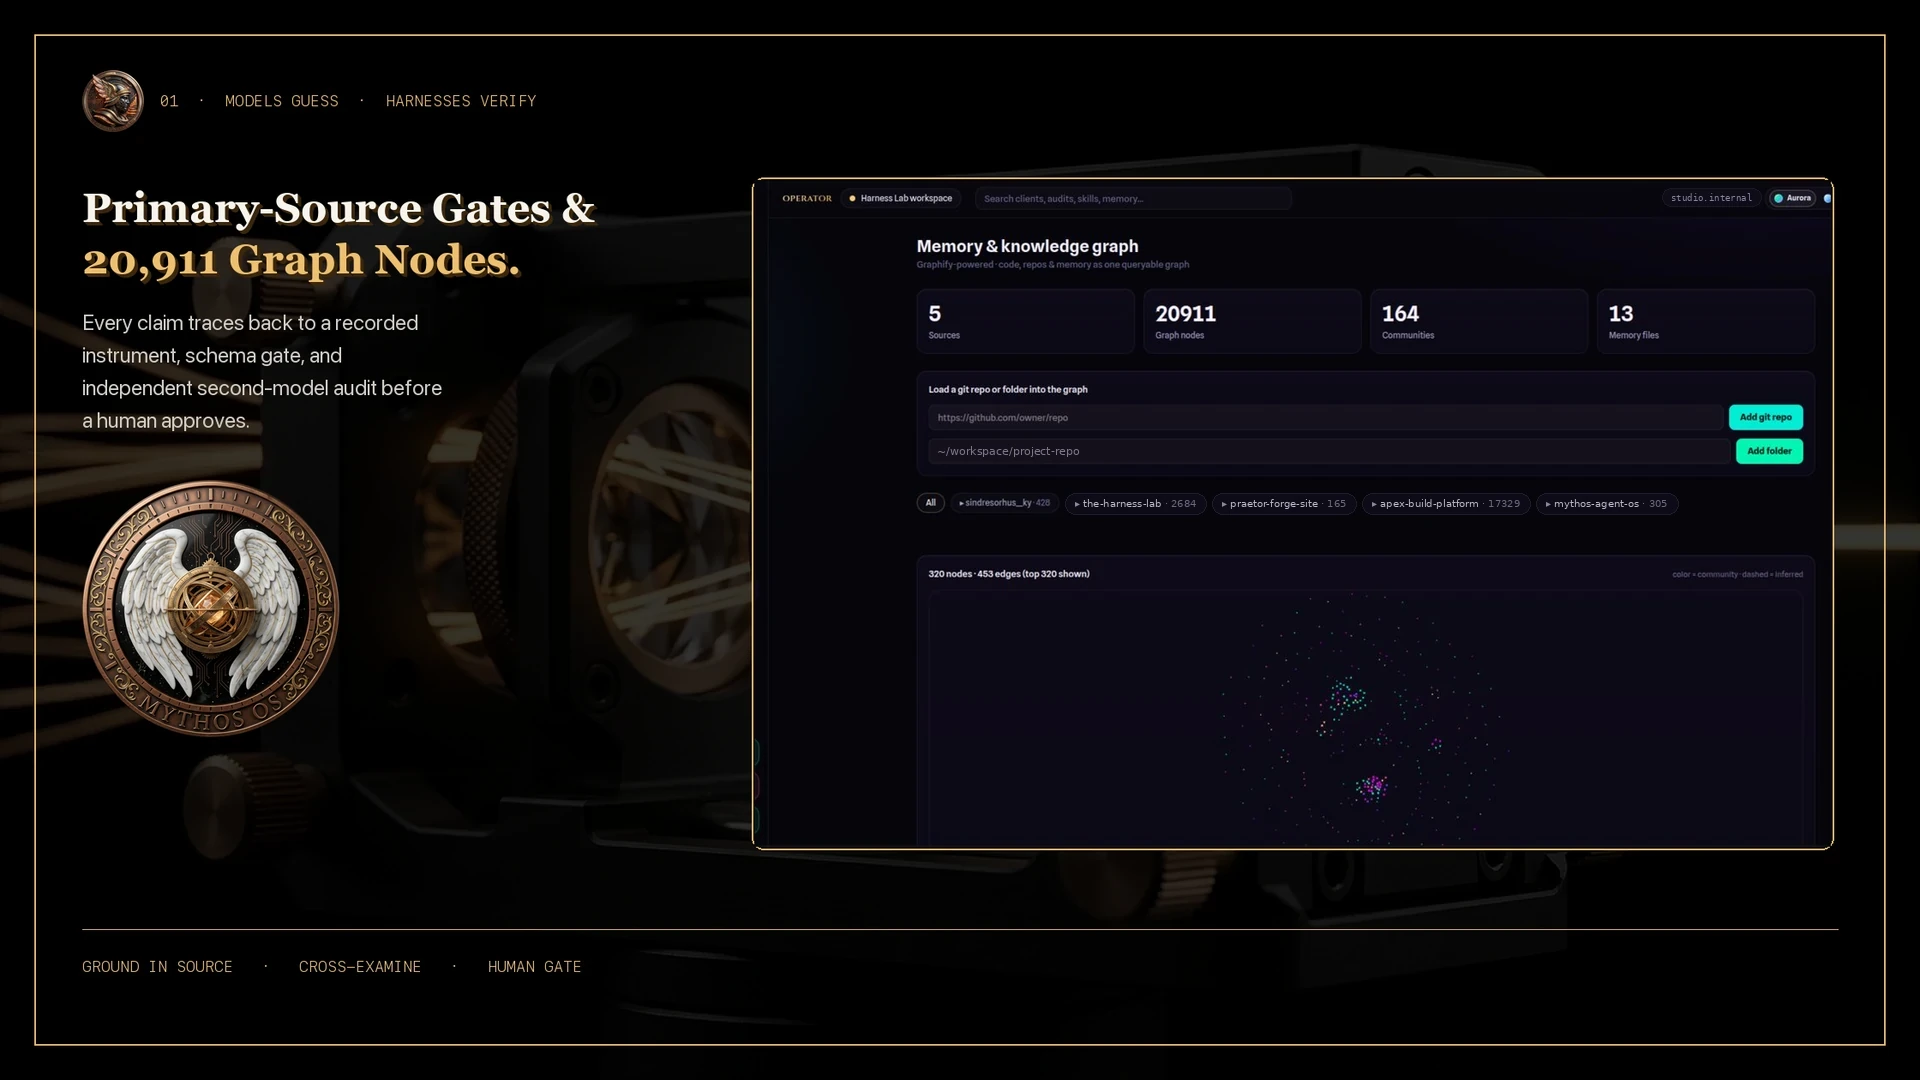 01 · MODELS GUESS · HARNESSES VERIFY
Primary-Source Gates &
20,911 Graph Nodes.
Every claim traces back to a recorded
instrument, schema gate, and
independent second-model audit before
a human approves.
MYTHOS OS
OPERATOR
Harness Lab workspace
Search clients, audits, skills, memory...
studio.internal
Aurora
Memory & knowledge graph
Graphify-powered · code, repos & memory as one queryable graph
5
Sources
20911
Graph nodes
164
Communities
13
Memory files
Load a git repo or folder into the graph
https://github.com/owner/repo
Add git repo
~/workspace/project-repo
Add folder
All
▸ sindresorhus__ky · 428
▸ the-harness-lab · 2684
▸ praetor-forge-site · 165
▸ apex-build-platform · 17329
▸ mythos-agent-os · 305
320 nodes · 453 edges (top 320 shown)
color = community · dashed = inferred
GROUND IN SOURCE · CROSS–EXAMINE · HUMAN GATE